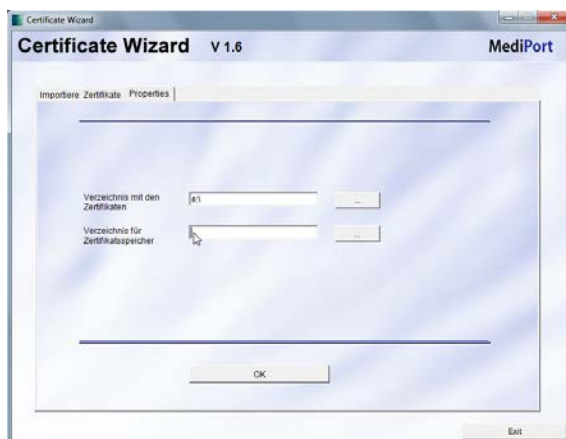 Certificate Wizard
Certificate Wizard V 1.6 MediPort
Importiere Zertifikate Properties
Verzeichnis mit den
Zertifikaten
a:\
...
Verzeichnis für
Zertifikatsspeicher
...
OK
Exit